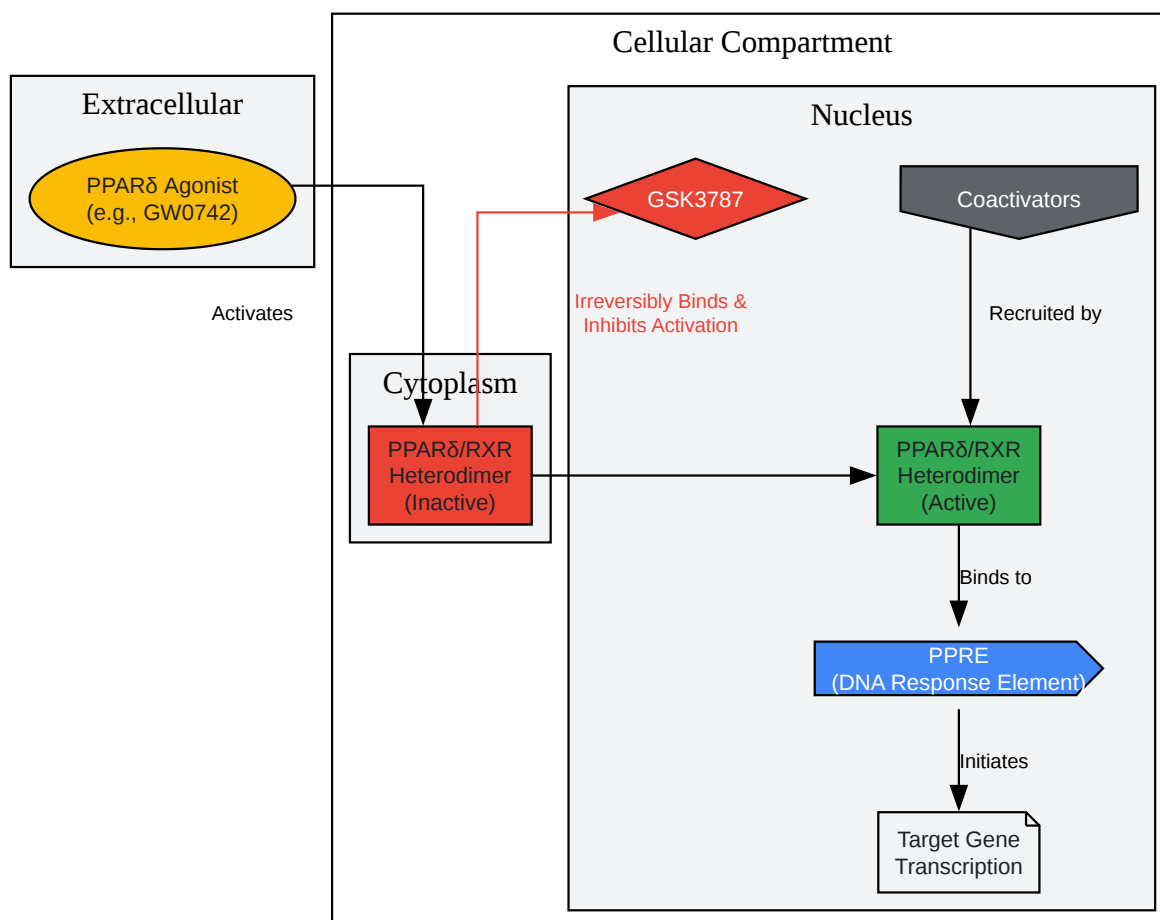 Cellular Compartment
Extracellular
Nucleus
PPARδ Agonist
(e.g., GW0742)
GSK3787
Coactivators
Activates
Irreversibly Binds &
Inhibits Activation
Recruited by
Cytoplasm
PPARδ/RXR
Heterodimer
(Inactive)
PPARδ/RXR
Heterodimer
(Active)
Binds to
PPRE
(DNA Response Element)
Initiates
Target Gene
Transcription